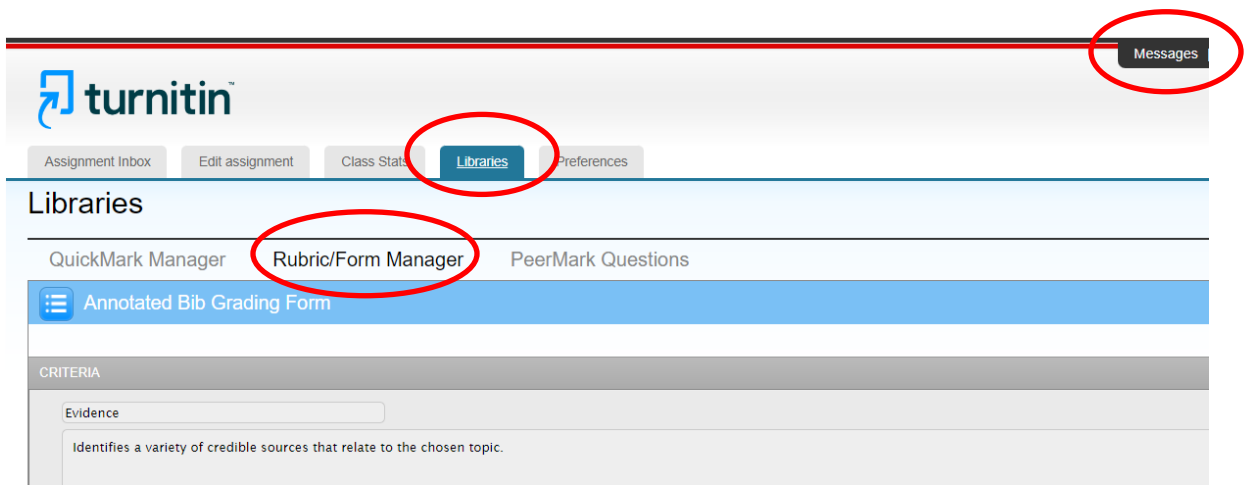 Messages
turnitin™
Assignment Inbox Edit assignment Class Stats Libraries Preferences
Libraries
QuickMark Manager Rubric/Form Manager PeerMark Questions
Annotated Bib Grading Form
CRITERIA
Evidence
Identifies a variety of credible sources that relate to the chosen topic.